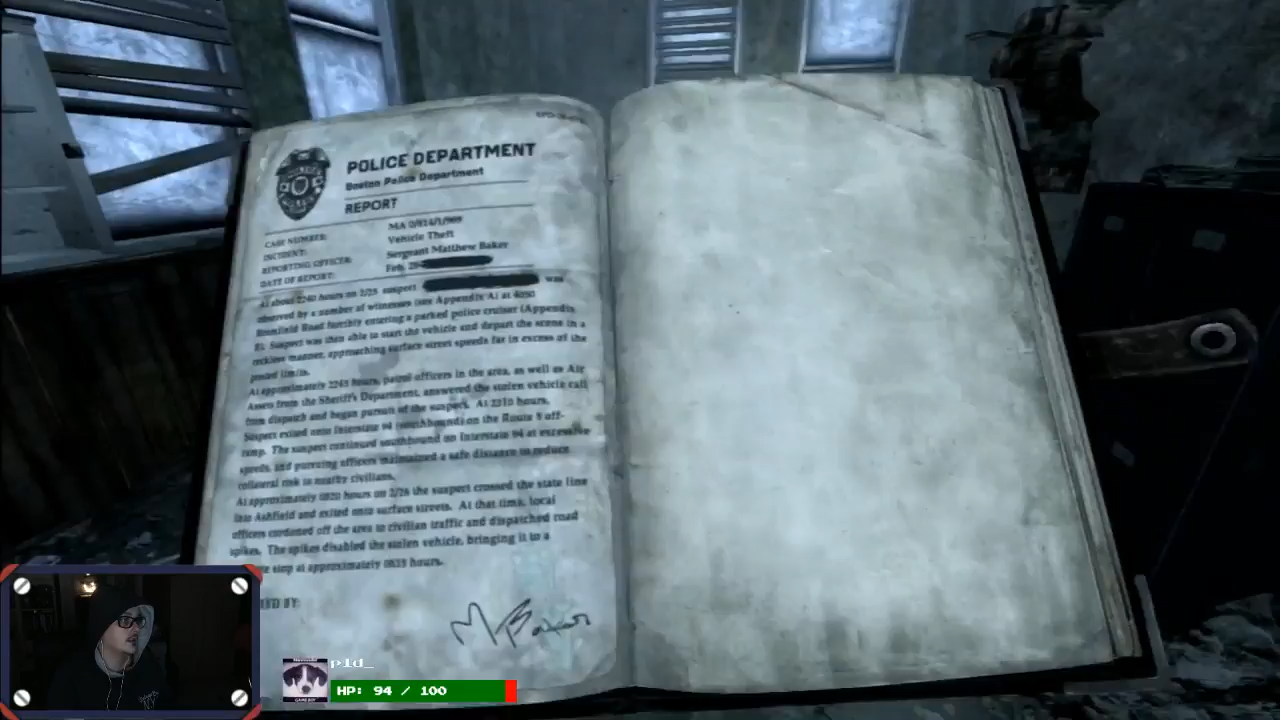 POLICE DEPARTMENT
Boston Police Department
REPORT
CASE NUMBER:
INCIDENT:
REPORTING OFFICER:
DATE OF REPORT:
Vehicle Theft
Sergeant Matthew Baker
Feb.
At about 2240 hours on 2/25 suspect was
observed by a number of witnesses (see Appendix A) at
Road forcibly entering a parked police cruiser (Appendix
B). Suspect was then able to start the vehicle and depart the scene in a
reckless manner, approaching surface street speeds far in excess of the
posted limits.
At approximately 2245 hours, patrol officers in the area, as well as Air
Assets from the Sheriff's Department, answered the stolen vehicle call
from dispatch and began pursuit of the suspect. At 2310 hours,
Suspect exited onto Interstate 94 (southbound) on the Route 8 off-
ramp. The suspect continued southbound on Interstate 94 at excessive
speeds, and pursuing officers maintained a safe distance to reduce
collateral risk to nearby civilians.
At approximately 0820 hours on 2/26 the suspect crossed the state line
into Ashfield and exited onto surface streets. At that time, local
officers cordoned off the area to civilian traffic and dispatched road
spikes. The spikes disabled the stolen vehicle, bringing it to a
stop at approximately hours.
BY:
M Baker
p1d_
HP: 94 / 100